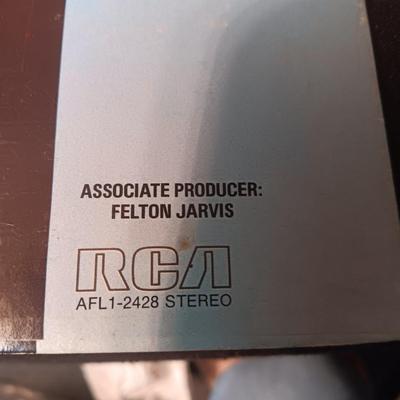 ASSOCIATE PRODUCER:
FELTON JARVIS
RCA
AFL1-2428 STEREO